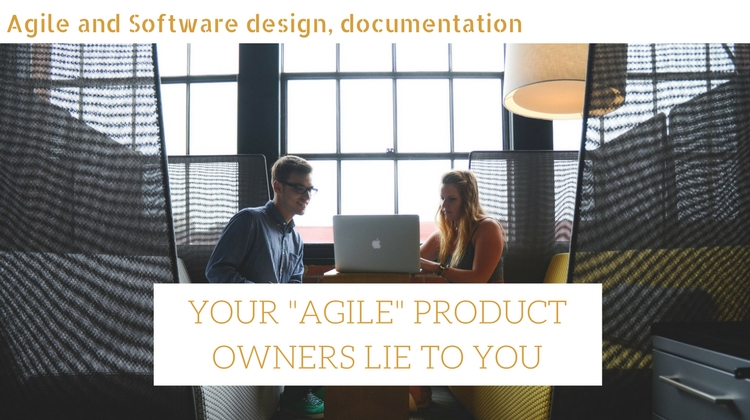 Agile and Software design, documentation
YOUR "AGILE" PRODUCT
OWNERS LIE TO YOU